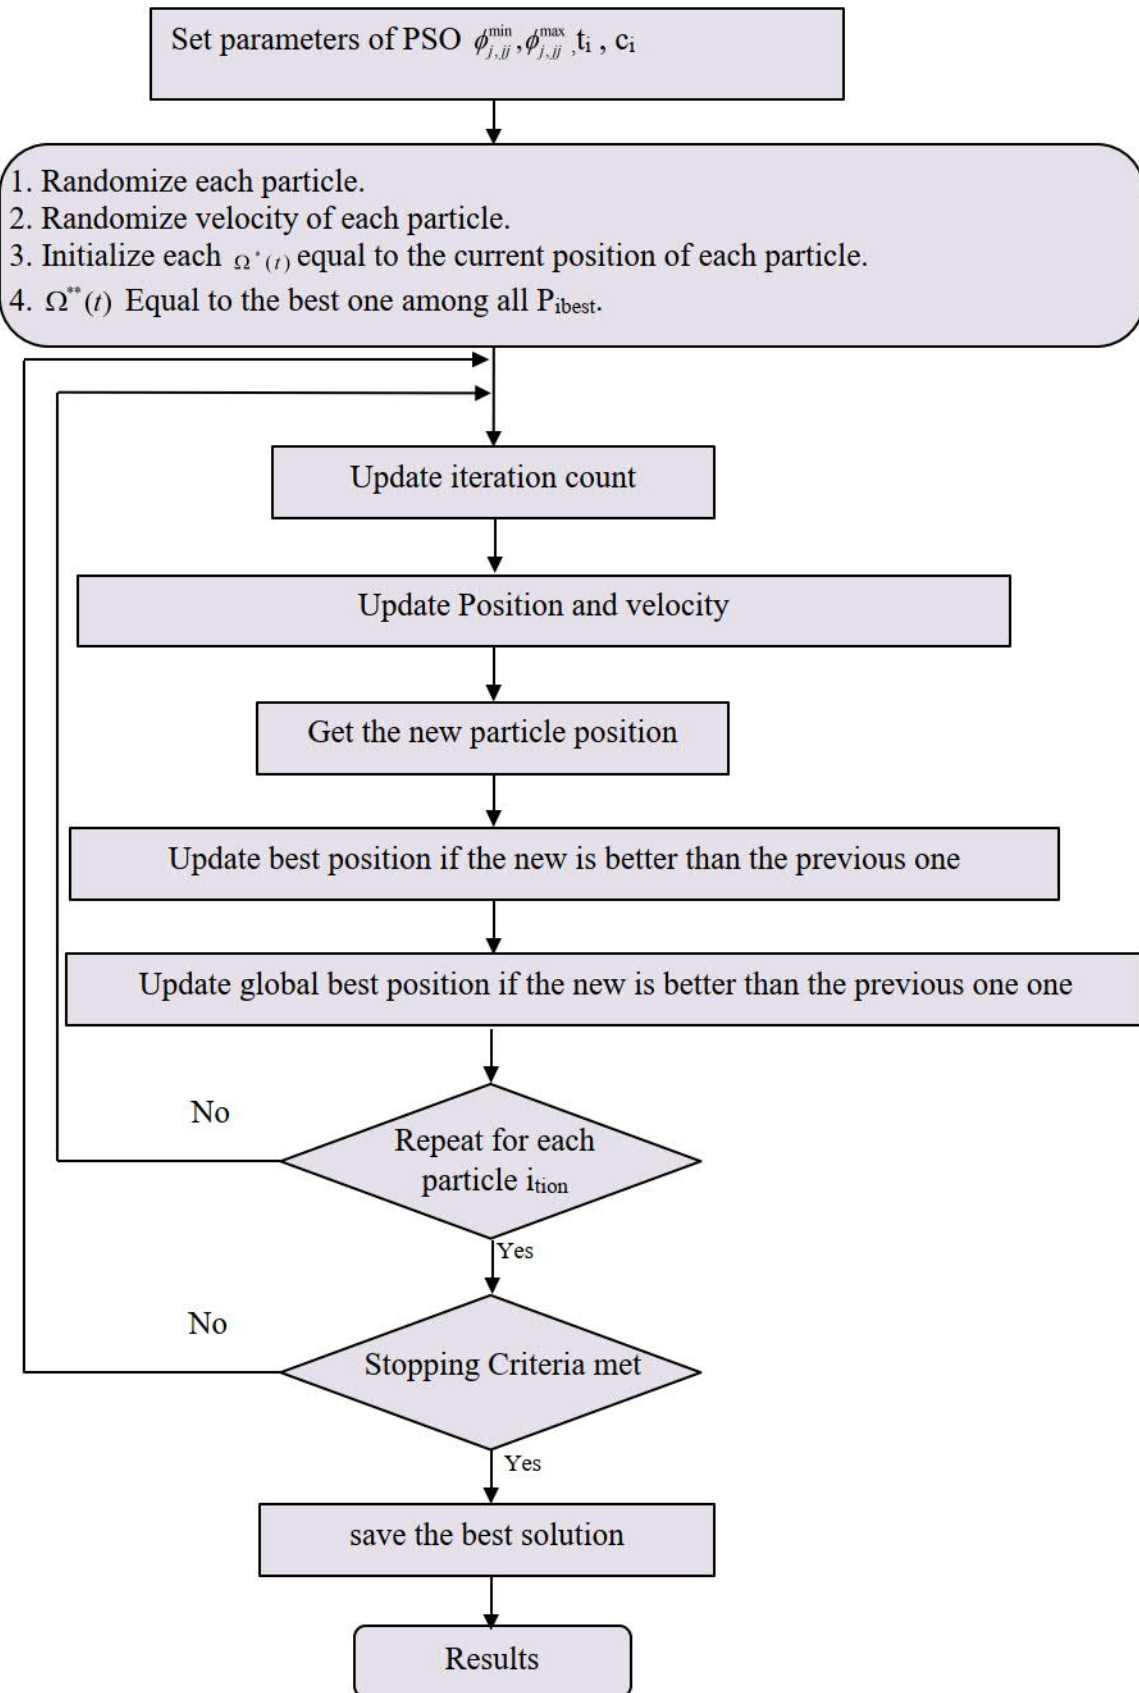 Set parameters of PSO ϕ_{j,jj}^{min}, ϕ_{j,jj}^{max}, t_i , c_i
1. Randomize each particle.
2. Randomize velocity of each particle.
3. Initialize each Ω^*(t) equal to the current position of each particle.
4. Ω^{**}(t) Equal to the best one among all P_{ibest}.
Update iteration count
Update Position and velocity
Get the new particle position
Update best position if the new is better than the previous one
Update global best position if the new is better than the previous one one
No
Repeat for each
particle i_{tion}
Yes
No
Stopping Criteria met
Yes
save the best solution
Results